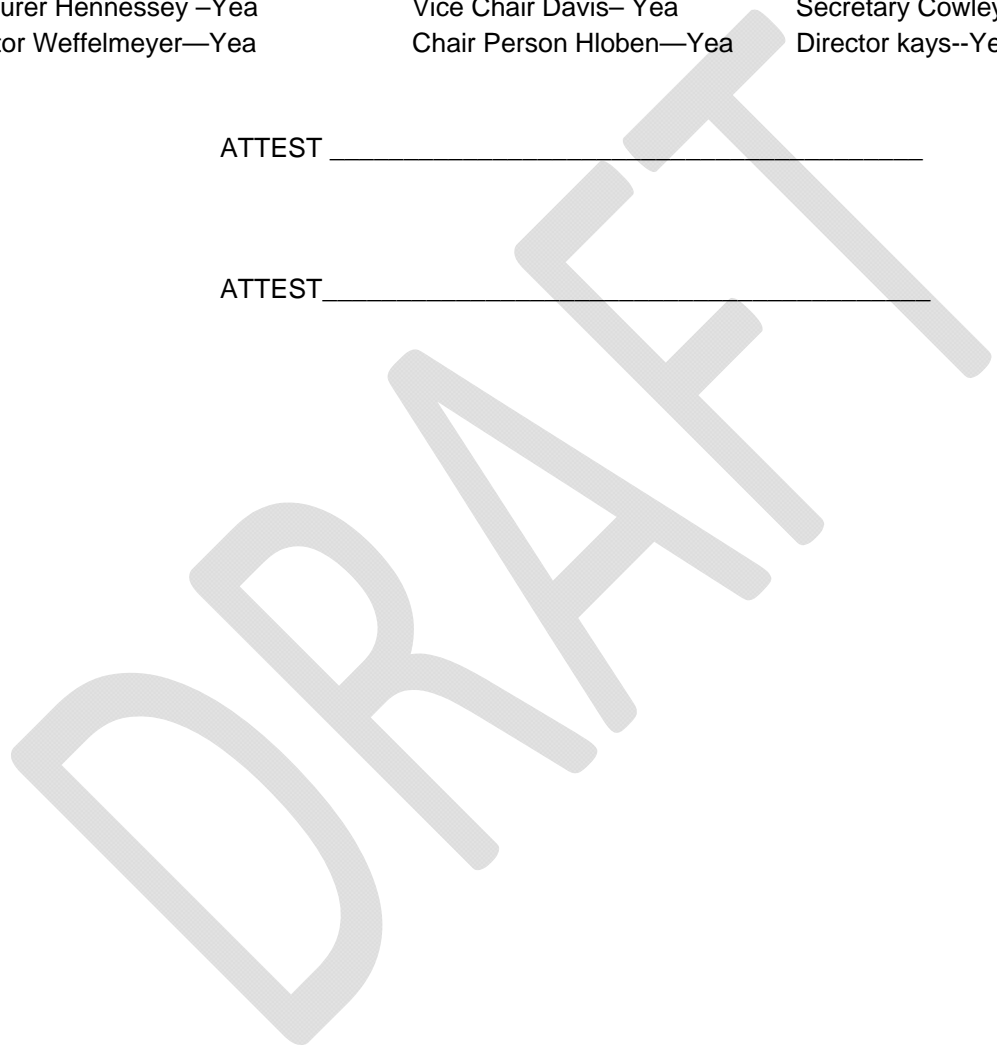 urer Hennessey –Yea Vice Chair Davis– Yea Secretary Cowley
tor Weffelmeyer—Yea Chair Person Hloben—Yea Director kays--Ye
ATTEST ________________________________________
ATTEST_________________________________________
DRAFT